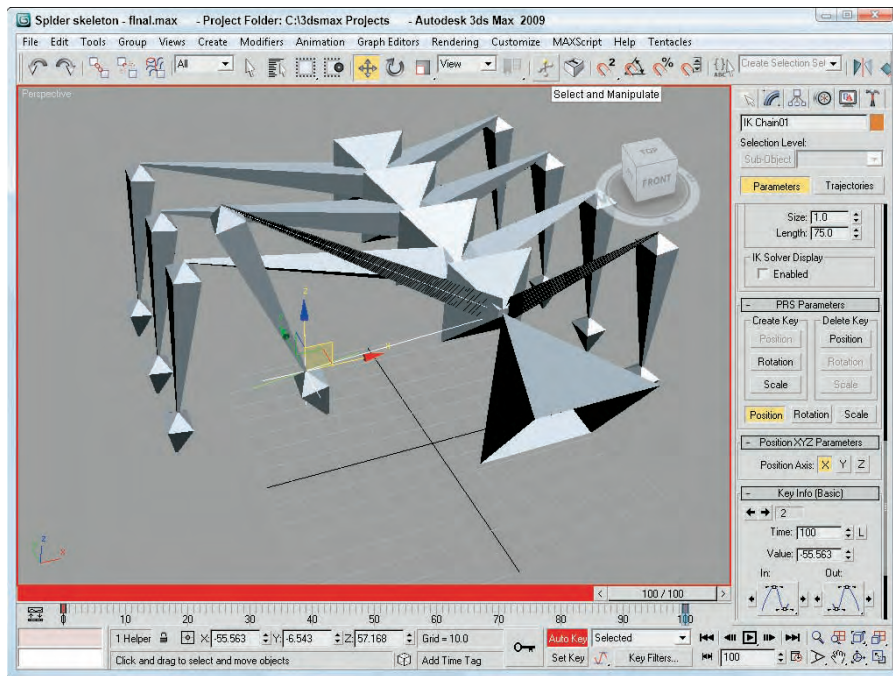 Spider skeleton - final.max - Project Folder: C:\3dsmax Projects - Autodesk 3ds Max 2009
File Edit Tools Group Views Create Modifiers Animation Graph Editors Rendering Customize MAXScript Help Tentacles
All View Create Selection Set
Select and Manipulate
Perspective
TOP
FRONT
IK Chain01
Selection Level:
Sub-Object
Parameters Trajectories
Size: 1.0
Length: 75.0
IK Solver Display
Enabled
- PRS Parameters
Create Key Delete Key
Position Position
Rotation Rotation
Scale Scale
Position Rotation Scale
- Position XYZ Parameters
Position Axis: X Y Z
- Key Info (Basic)
2
Time: 100 L
Value: -55.563
In: Out:
z
x
z
x
< 100 / 100 >
0 10 20 30 40 50 60 70 80 90 100
1 Helper X: -55.563 Y: -6.543 Z: 57.168 Grid = 10.0 Auto Key Selected
Click and drag to select and move objects Add Time Tag Set Key Key Filters... 100